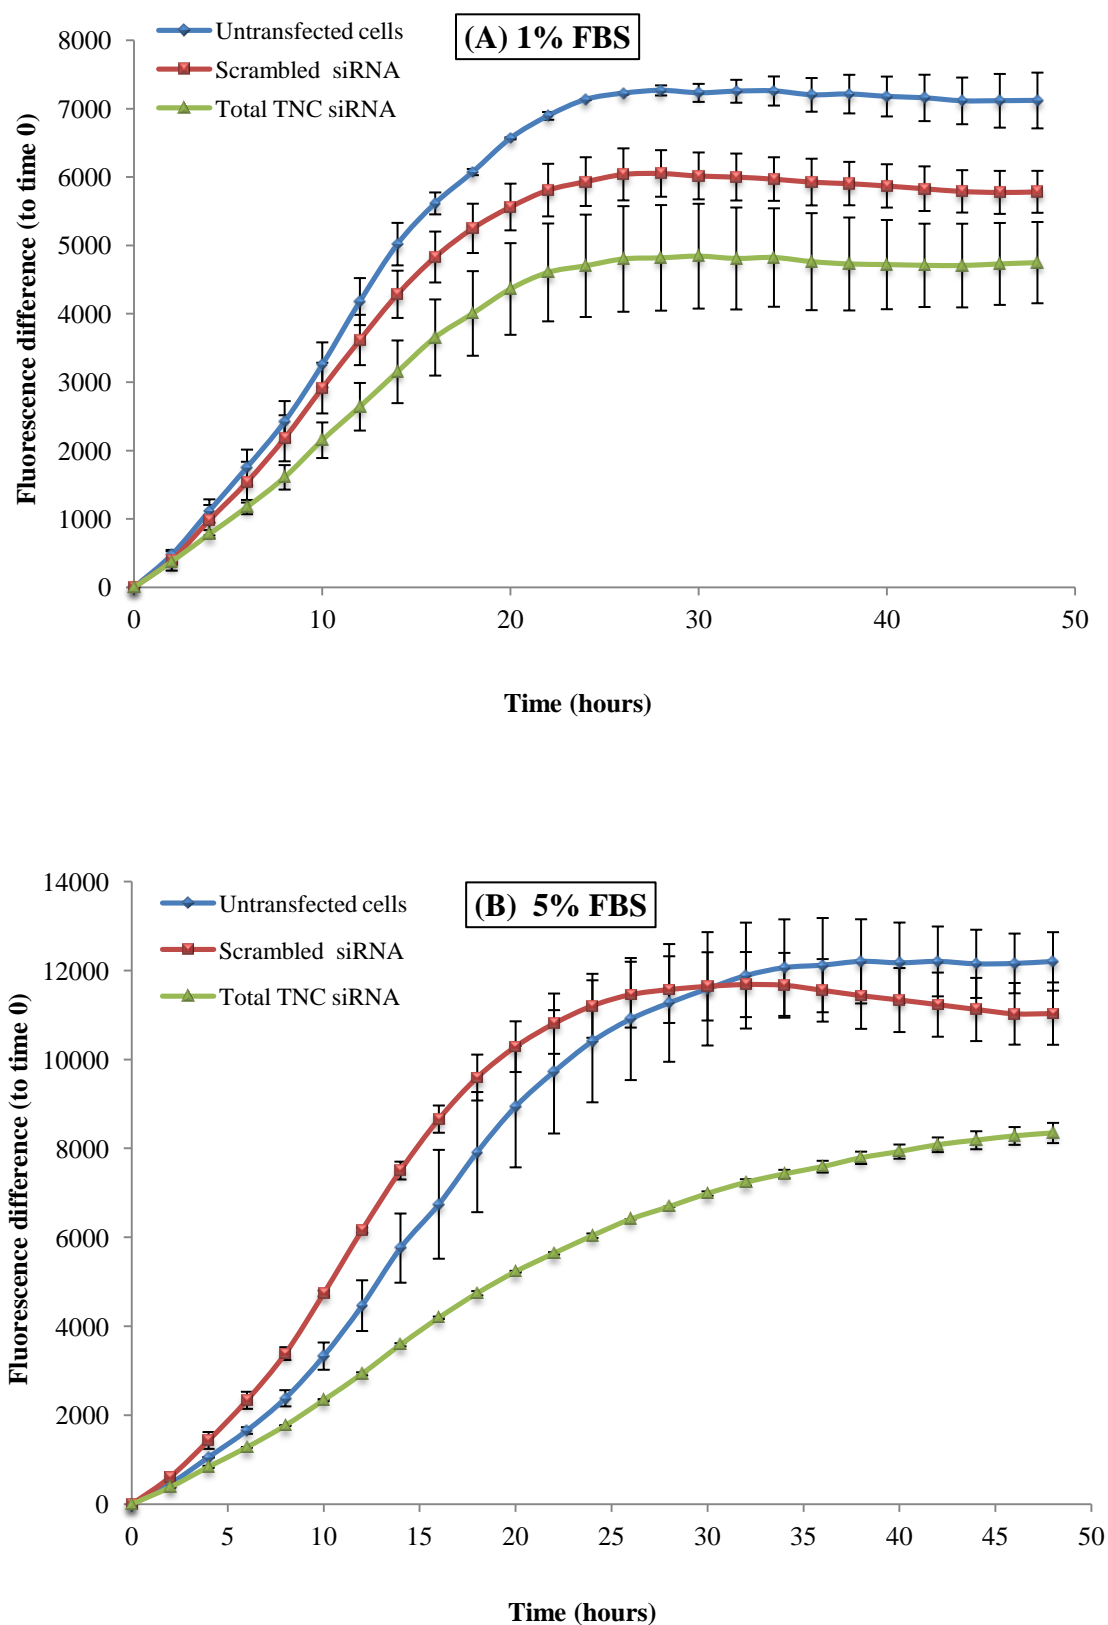 (A) 1% FBS
Untransfected cells
Scrambled siRNA
Total TNC siRNA
Fluorescence difference (to time 0)
8000
7000
6000
5000
4000
3000
2000
1000
0
0 10 20 30 40 50
Time (hours)
(B) 5% FBS
Untransfected cells
Scrambled siRNA
Total TNC siRNA
Fluorescence difference (to time 0)
14000
12000
10000
8000
6000
4000
2000
0
0 5 10 15 20 25 30 35 40 45 50
Time (hours)